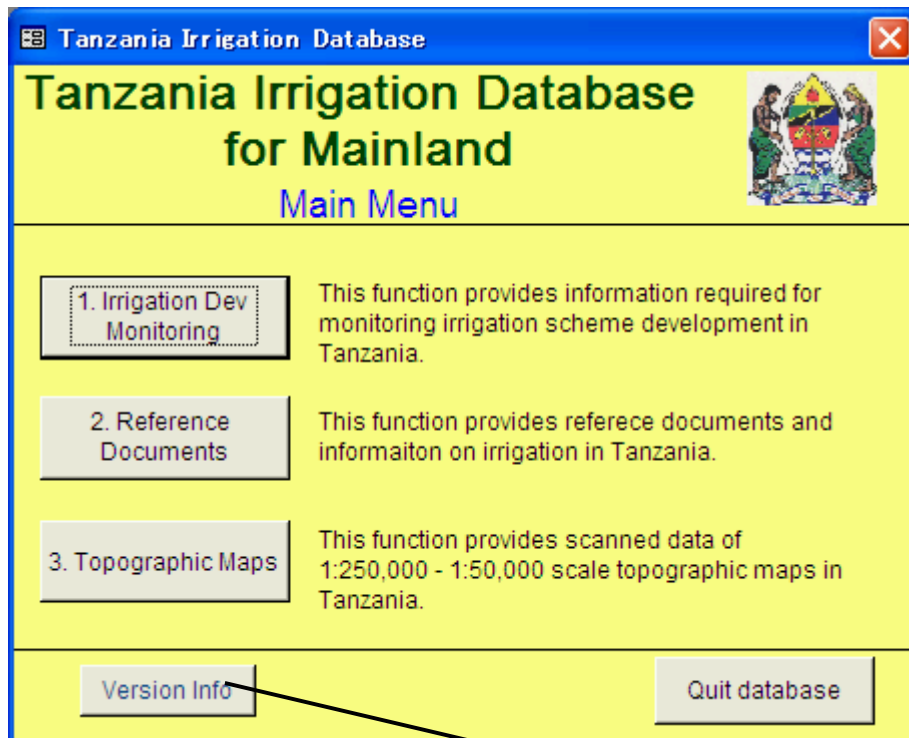 Tanzania Irrigation Database
Tanzania Irrigation Database
for Mainland
Main Menu
1. Irrigation Dev
Monitoring
This function provides information required for
monitoring irrigation scheme development in
Tanzania.
2. Reference
Documents
This function provides referece documents and
informaiton on irrigation in Tanzania.
3. Topographic Maps
This function provides scanned data of
1:250,000 - 1:50,000 scale topographic maps in
Tanzania.
Version Info
Quit database